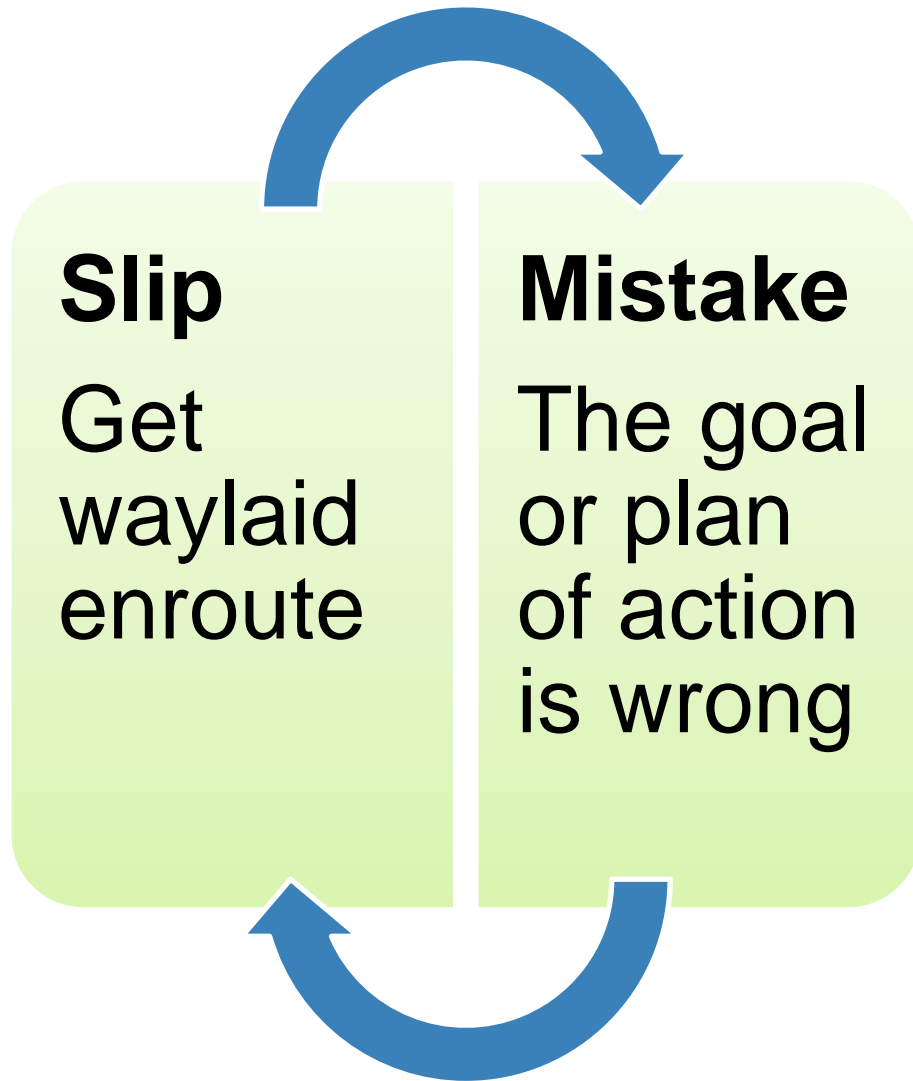 Slip
Get
waylaid
enroute
Mistake
The goal
or plan
of action
is wrong